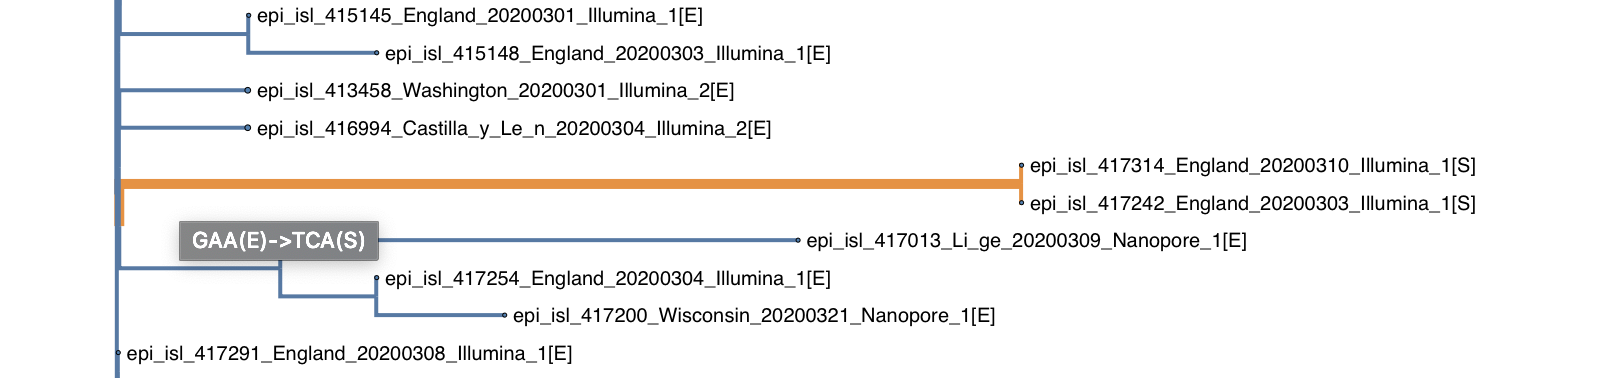 epi_isl_415145_England_20200301_Illumina_1[E]
epi_isl_415148_England_20200303_Illumina_1[E]
epi_isl_413458_Washington_20200301_Illumina_2[E]
epi_isl_416994_Castilla_y_Le_n_20200304_Illumina_2[E]
epi_isl_417314_England_20200310_Illumina_1[S]
epi_isl_417242_England_20200303_Illumina_1[S]
GAA(E)->TCA(S)
epi_isl_417013_Li_ge_20200309_Nanopore_1[E]
epi_isl_417254_England_20200304_Illumina_1[E]
epi_isl_417200_Wisconsin_20200321_Nanopore_1[E]
epi_isl_417291_England_20200308_Illumina_1[E]